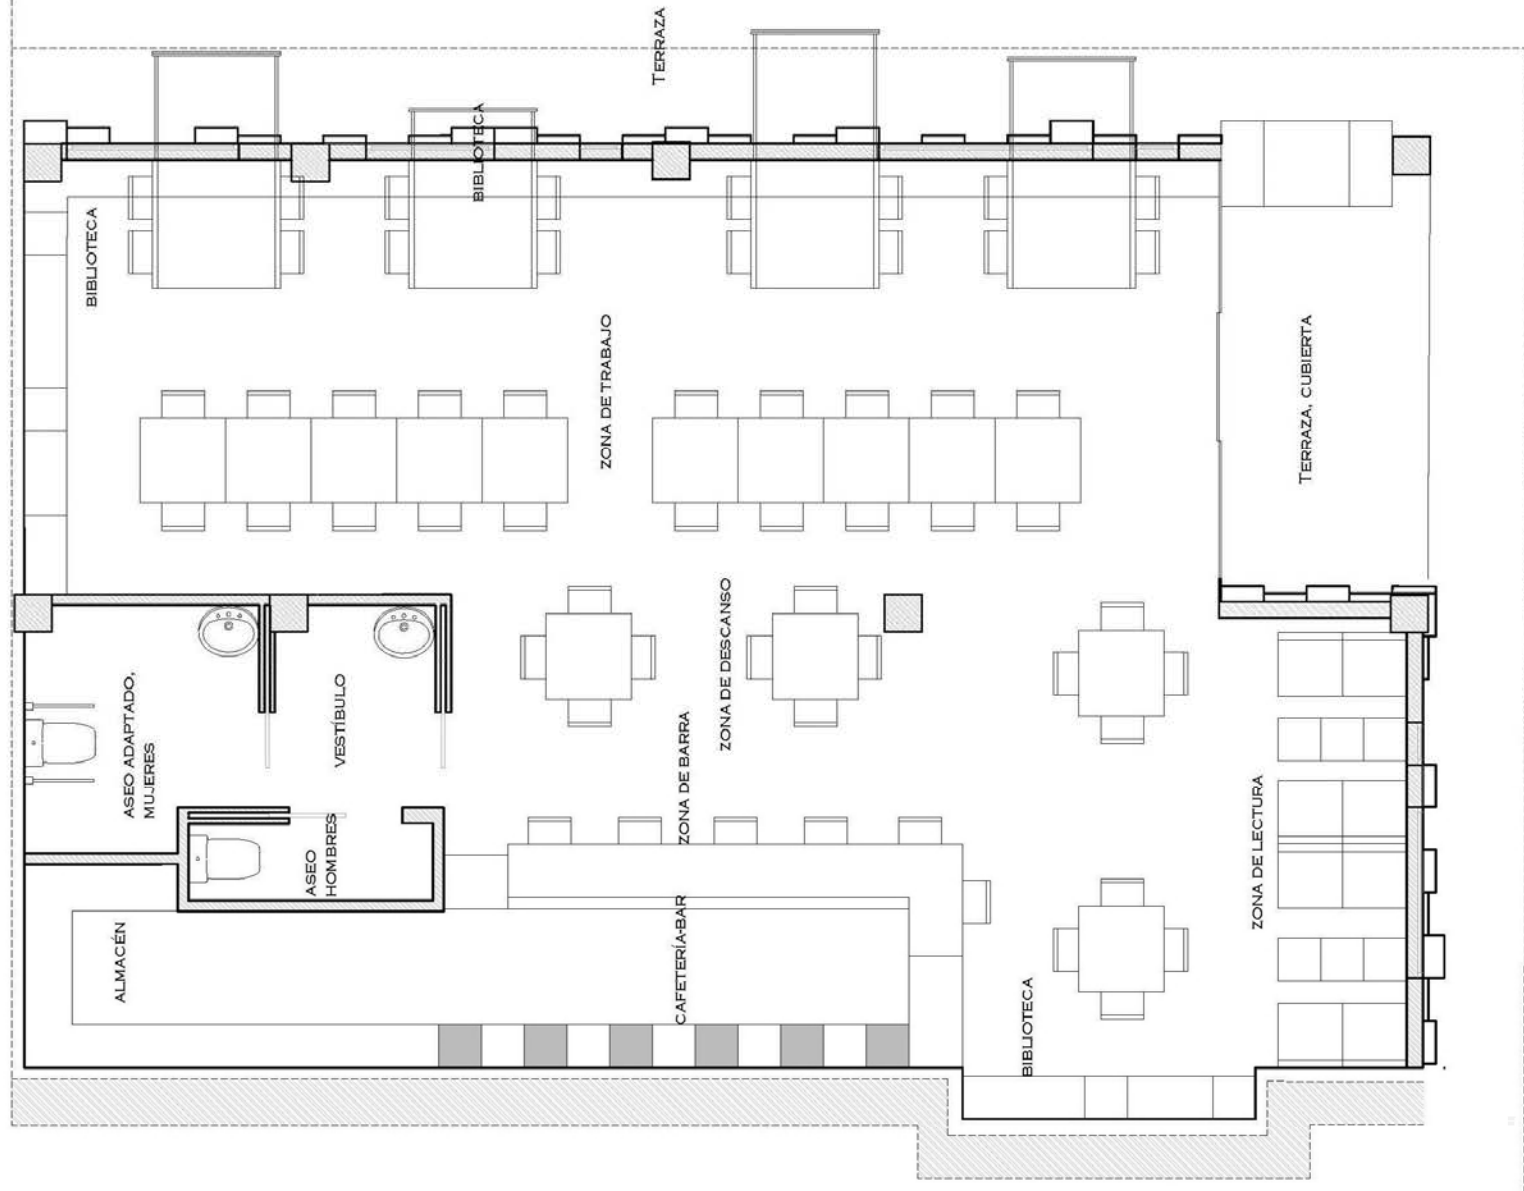 TERRAZA
BIBLIOTECA
BIBLIOTECA
ZONA DE TRABAJO
TERRAZA, CUBIERTA
ASEO ADAPTADO,
MUJERES
VESTÍBULO
ZONA DE DESCANSO
ZONA DE BARRA
ASEO
HOMBRES
ZONA DE LECTURA
ALMACÉN
CAFETERÍA-BAR
BIBLIOTECA